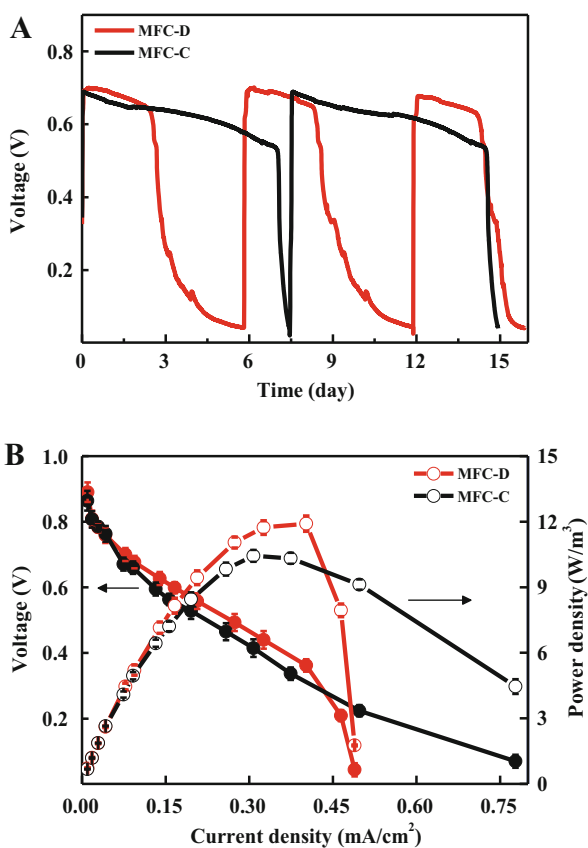 A
MFC-D
MFC-C
0.8
0.6
0.4
0.2
Voltage (V)
0 3 6 9 12 15
Time (day)
B
MFC-D
MFC-C
1.0
0.8
0.6
0.4
0.2
Voltage (V)
15
12
9
6
3
0
Power density (W/m³)
0.00 0.15 0.30 0.45 0.60 0.75
Current density (mA/cm²)